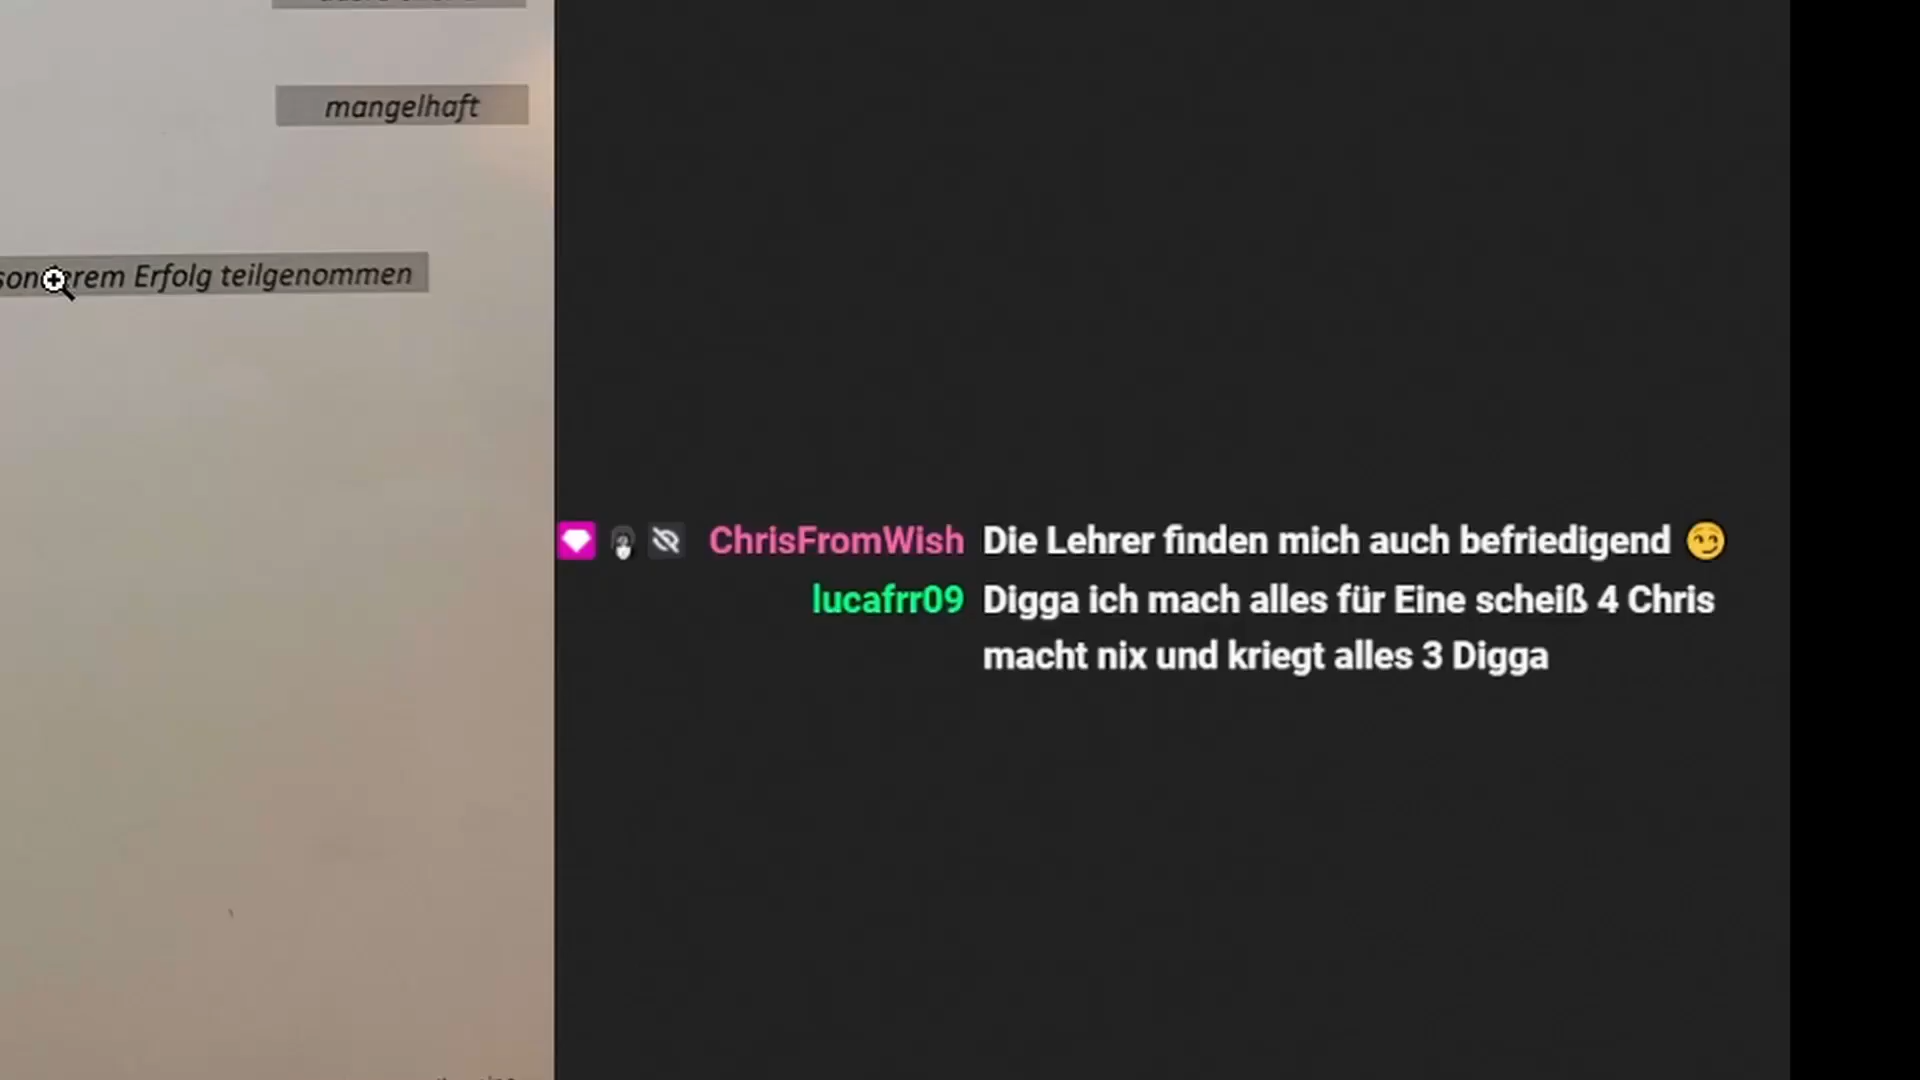 mangelhaft
sonderem Erfolg teilgenommen
ChrisFromWish Die Lehrer finden mich auch befriedigend 😏
lucafrr09 Digga ich mach alles für Eine scheiß 4 Chris
macht nix und kriegt alles 3 Digga